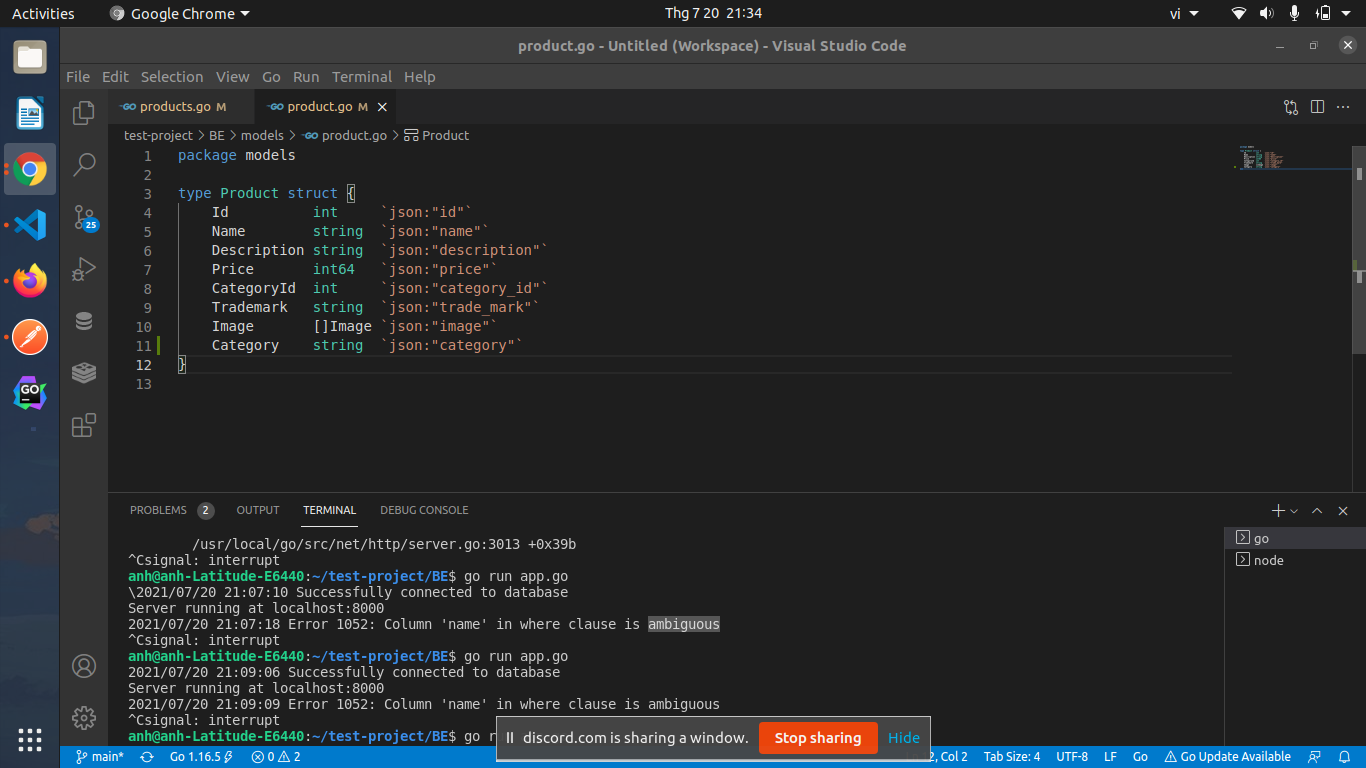 Activities
Google Chrome
Thg 7 20 21:34
vi
product.go - Untitled (Workspace) - Visual Studio Code
File Edit Selection View Go Run Terminal Help
products.go M
product.go M
test-project > BE > models > product.go > Product
1 package models
2
3 type Product struct {
4 Id int `json:"id"`
5 Name string `json:"name"`
6 Description string `json:"description"`
7 Price int64 `json:"price"`
8 CategoryId int `json:"category_id"`
9 Trademark string `json:"trade_mark"`
10 Image []Image `json:"image"`
11 Category string `json:"category"`
12 }
13
25
GO
PROBLEMS 2 OUTPUT TERMINAL DEBUG CONSOLE
/usr/local/go/src/net/http/server.go:3013 +0x39b
^Csignal: interrupt
anh@anh-Latitude-E6440:~/test-project/BE$ go run app.go
\2021/07/20 21:07:10 Successfully connected to database
Server running at localhost:8000
2021/07/20 21:07:18 Error 1052: Column 'name' in where clause is ambiguous
^Csignal: interrupt
anh@anh-Latitude-E6440:~/test-project/BE$ go run app.go
2021/07/20 21:09:06 Successfully connected to database
Server running at localhost:8000
2021/07/20 21:09:09 Error 1052: Column 'name' in where clause is ambiguous
^Csignal: interrupt
anh@anh-Latitude-E6440:~/test-project/BE$ go
go
node
discord.com is sharing a window.
Stop sharing
Hide
main*
Go 1.16.5
0
2
2, Col 2
Tab Size: 4
UTF-8
LF
Go
Go Update Available